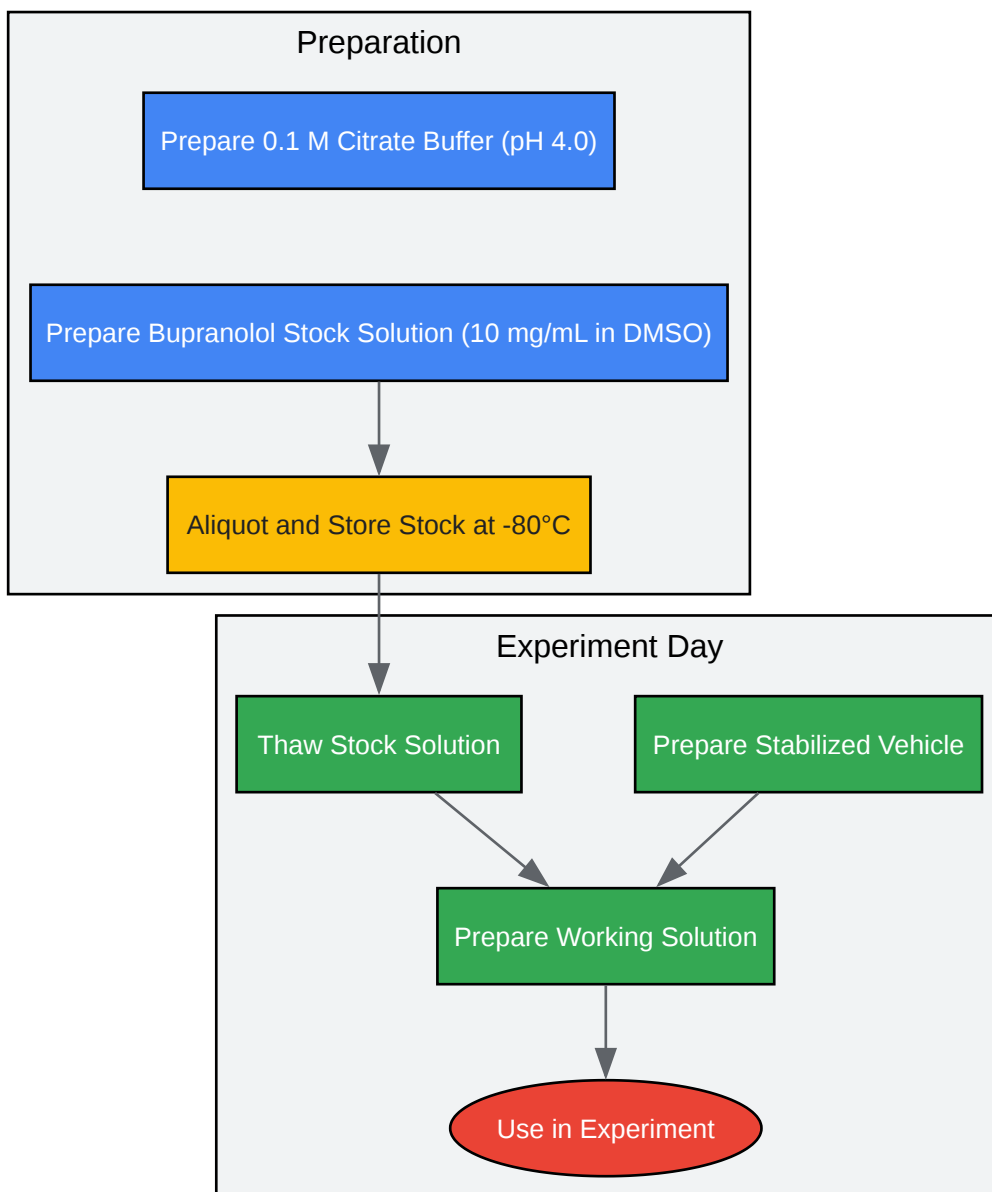 Preparation
Prepare 0.1 M Citrate Buffer (pH 4.0)
Prepare Bupranolol Stock Solution (10 mg/mL in DMSO)
Aliquot and Store Stock at -80°C
Experiment Day
Thaw Stock Solution
Prepare Stabilized Vehicle
Prepare Working Solution
Use in Experiment